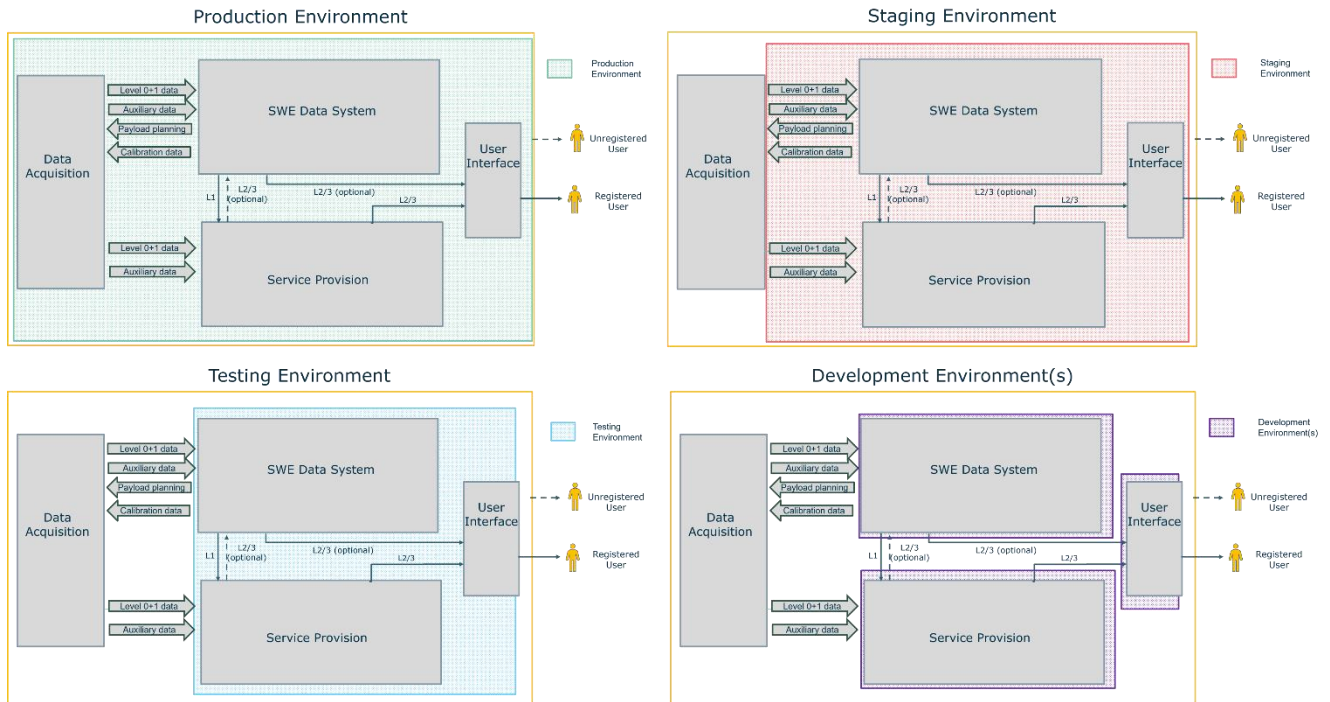 Production Environment
Data
Acquisition
Level 0+1 data
Auxiliary data
Payload planning
Calibration data
SWE Data System
L1
L2/3
(optional)
L2/3 (optional)
L2/3
Level 0+1 data
Auxiliary data
Service Provision
User
Interface
Production
Environment
Unregistered
User
Registered
User
Staging Environment
Data
Acquisition
Level 0+1 data
Auxiliary data
Payload planning
Calibration data
SWE Data System
L1
L2/3
(optional)
L2/3 (optional)
L2/3
Level 0+1 data
Auxiliary data
Service Provision
User
Interface
Staging
Environment
Unregistered
User
Registered
User
Testing Environment
Data
Acquisition
Level 0+1 data
Auxiliary data
Payload planning
Calibration data
SWE Data System
L1
L2/3
(optional)
L2/3 (optional)
L2/3
Level 0+1 data
Auxiliary data
Service Provision
User
Interface
Testing
Environment
Unregistered
User
Registered
User
Development Environment(s)
Data
Acquisition
Level 0+1 data
Auxiliary data
Payload planning
Calibration data
SWE Data System
L1
L2/3
(optional)
L2/3 (optional)
L2/3
Level 0+1 data
Auxiliary data
Service Provision
User
Interface
Development
Environment(s)
Unregistered
User
Registered
User